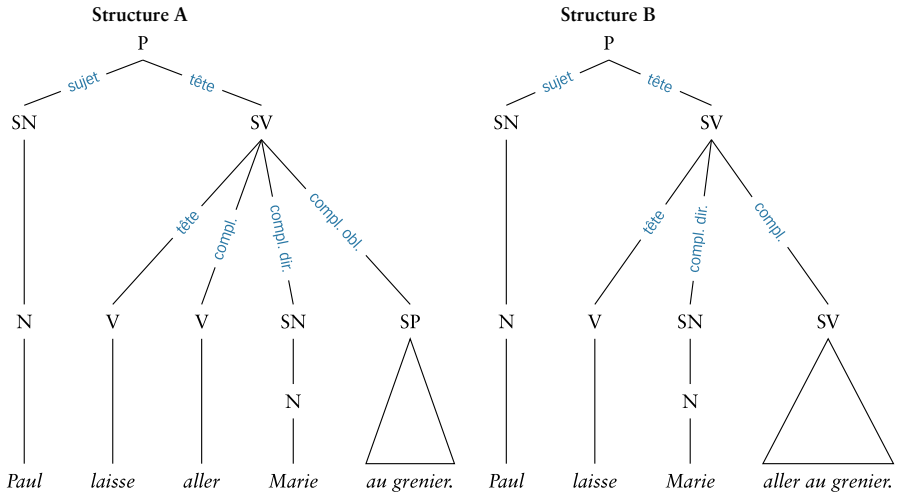 Structure A
P
sujet
tête
SN
SV
tête
compl.
compl. dir.
compl. obl.
N
V
V
SN
SP
N
Paul
laisse
aller
Marie
au grenier.
Structure B
P
sujet
tête
SN
SV
tête
compl. dir.
compl.
N
V
SN
SV
N
Paul
laisse
Marie
aller au grenier.